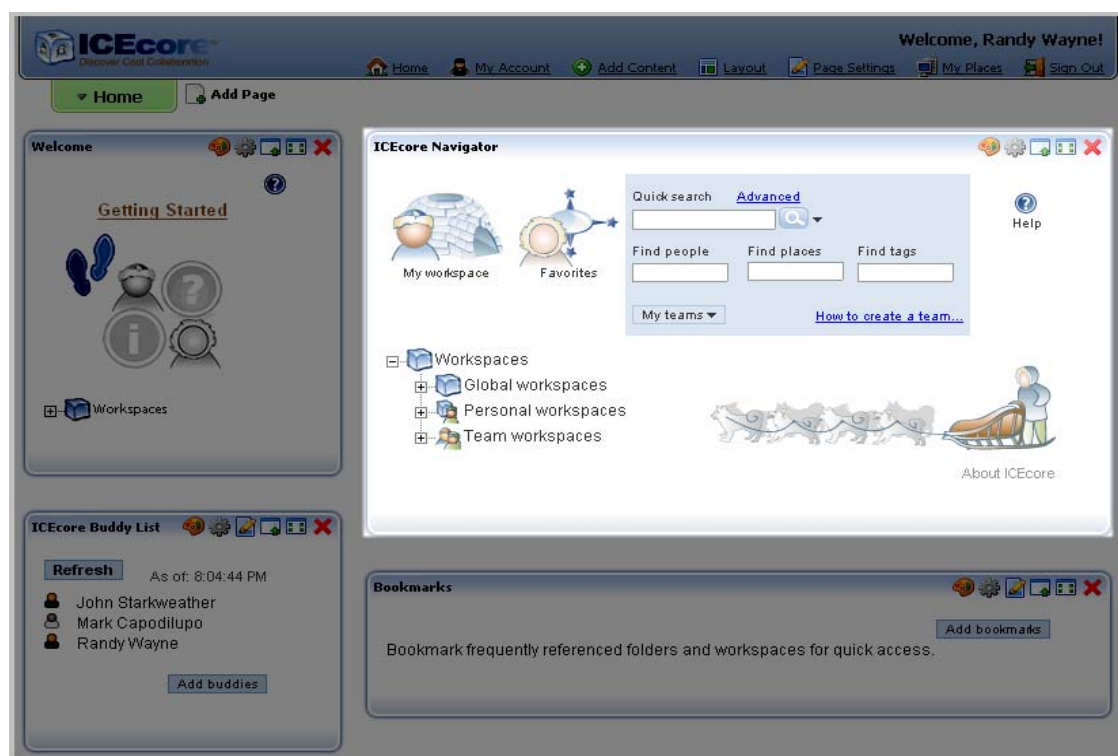 ICEcore
Discover Cool Collaboration
Welcome, Randy Wayne!
Home My Account Add Content Layout Page Settings My Places Sign Out
Home Add Page
Welcome
Getting Started
Workspaces
ICEcore Navigator
My workspace
Favorites
Quick search Advanced
Find people Find places Find tags
My teams How to create a team...
Help
Workspaces
Global workspaces
Personal workspaces
Team workspaces
About ICEcore
ICEcore Buddy List
Refresh As of: 8:04:44 PM
John Starkweather
Mark Capodilupo
Randy Wayne
Add buddies
Bookmarks
Add bookmarks
Bookmark frequently referenced folders and workspaces for quick access.